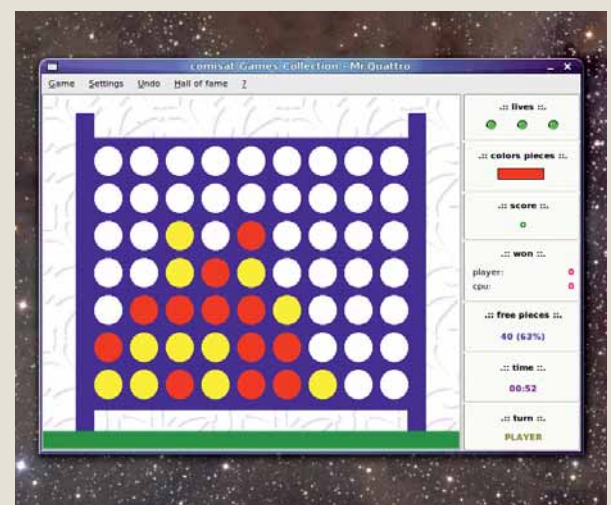 comisat Games Collection - Mr.Quattro
Game Settings Undo Hall of fame ?
.:: lives ::.
.:: colors pieces ::.
.:: score ::.
0
.:: won ::.
player: 0
cpu: 0
.:: free pieces ::.
40 (63%)
.:: time ::.
00:52
.:: turn ::.
PLAYER